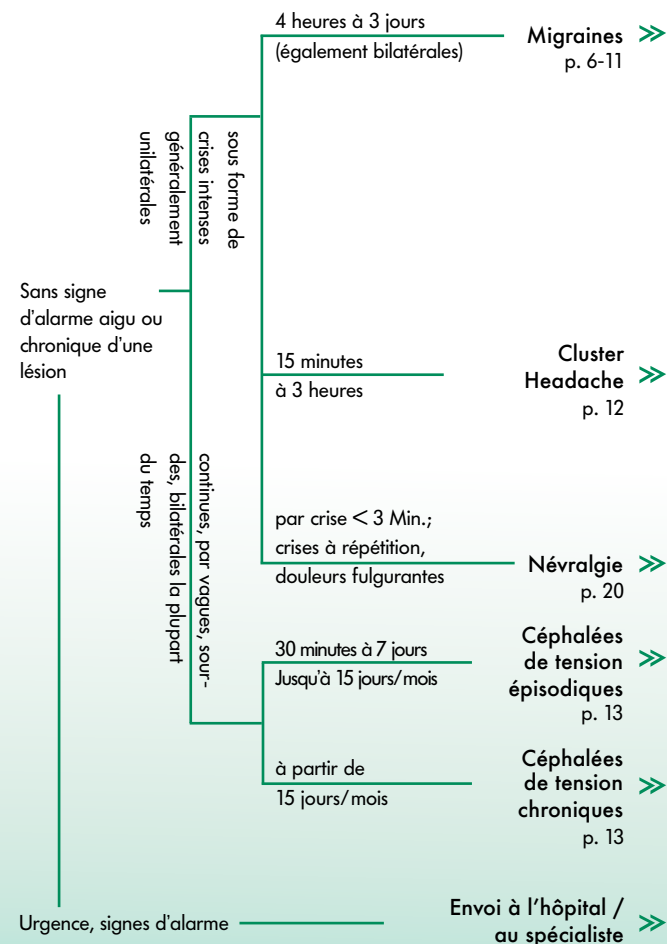 4 heures à 3 jours
(également bilatérales)
Migraines
p. 6-11
sous forme de
crises intenses
généralement
unilatérales
Sans signe
d'alarme aigu ou
chronique d'une
lésion
15 minutes
à 3 heures
Cluster
Headache
p. 12
continues, par vagues, sour-
des, bilatérales la plupart
du temps
par crise < 3 Min.;
crises à répétition,
douleurs fulgurantes
Névralgie
p. 20
30 minutes à 7 jours
Jusqu'à 15 jours/mois
Céphalées
de tension
épisodiques
p. 13
à partir de
15 jours/mois
Céphalées
de tension
chroniques
p. 13
Urgence, signes d'alarme
Envoi à l'hôpital /
au spécialiste